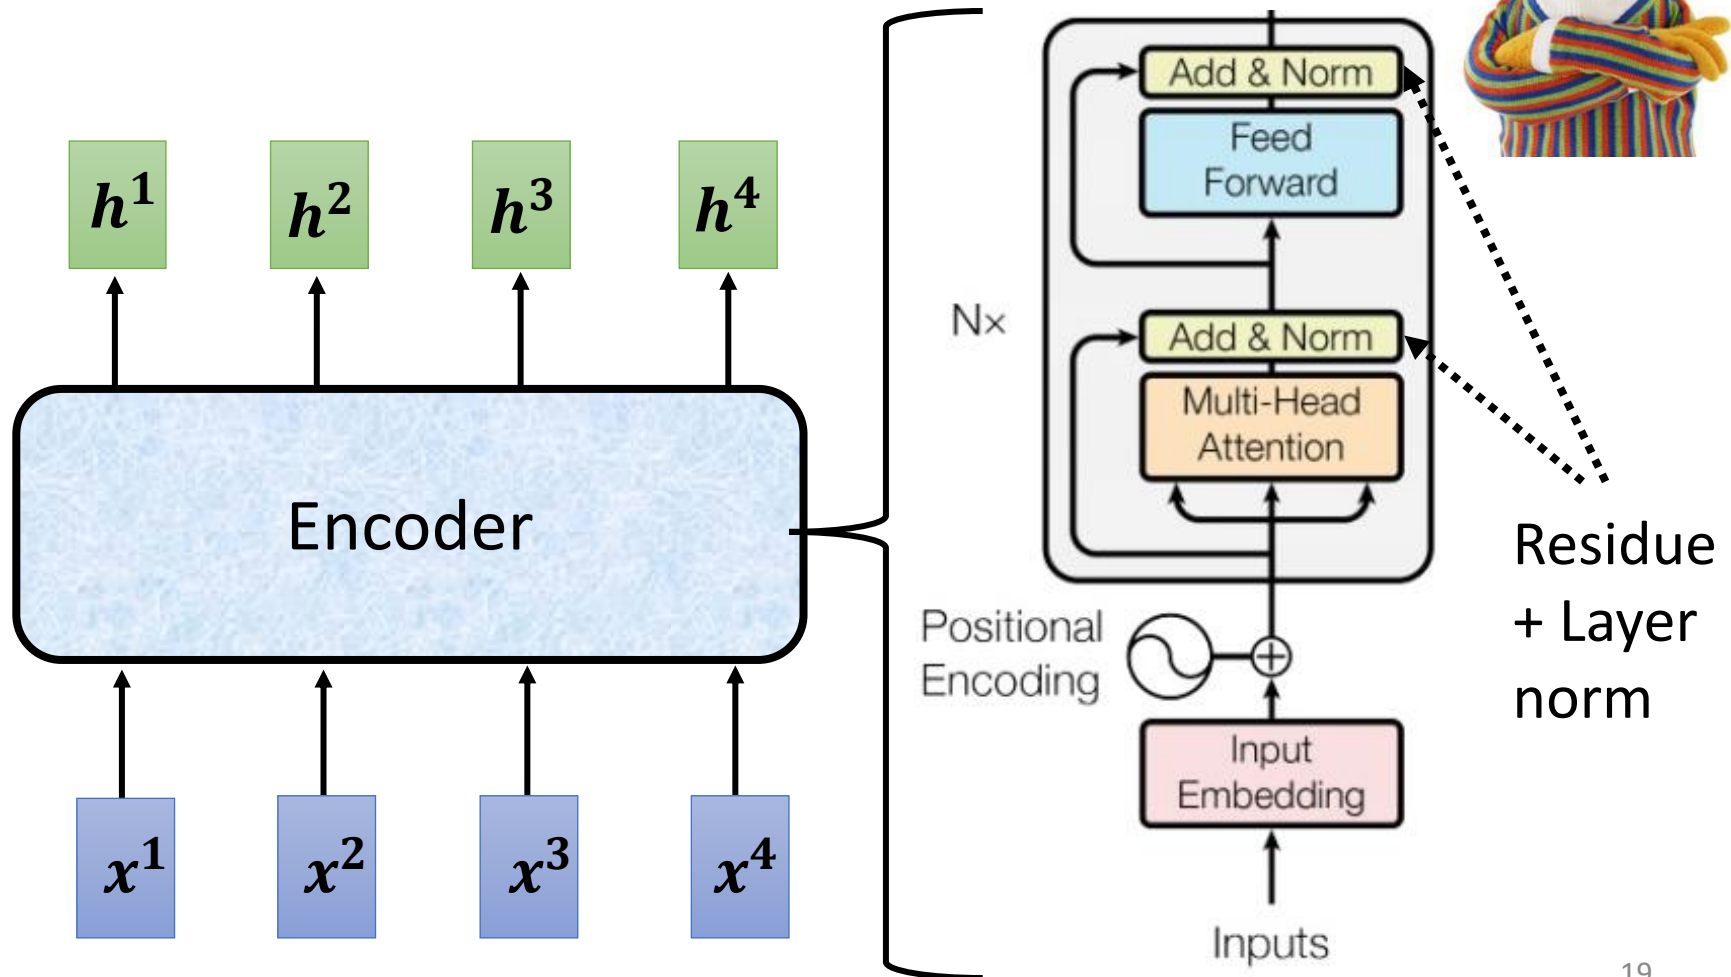 h¹ h² h³ h⁴
Encoder
x¹ x² x³ x⁴
Add & Norm
Feed
Forward
N×
Add & Norm
Multi-Head
Attention
Positional
Encoding
Input
Embedding
Inputs
Residue
+ Layer
norm
19